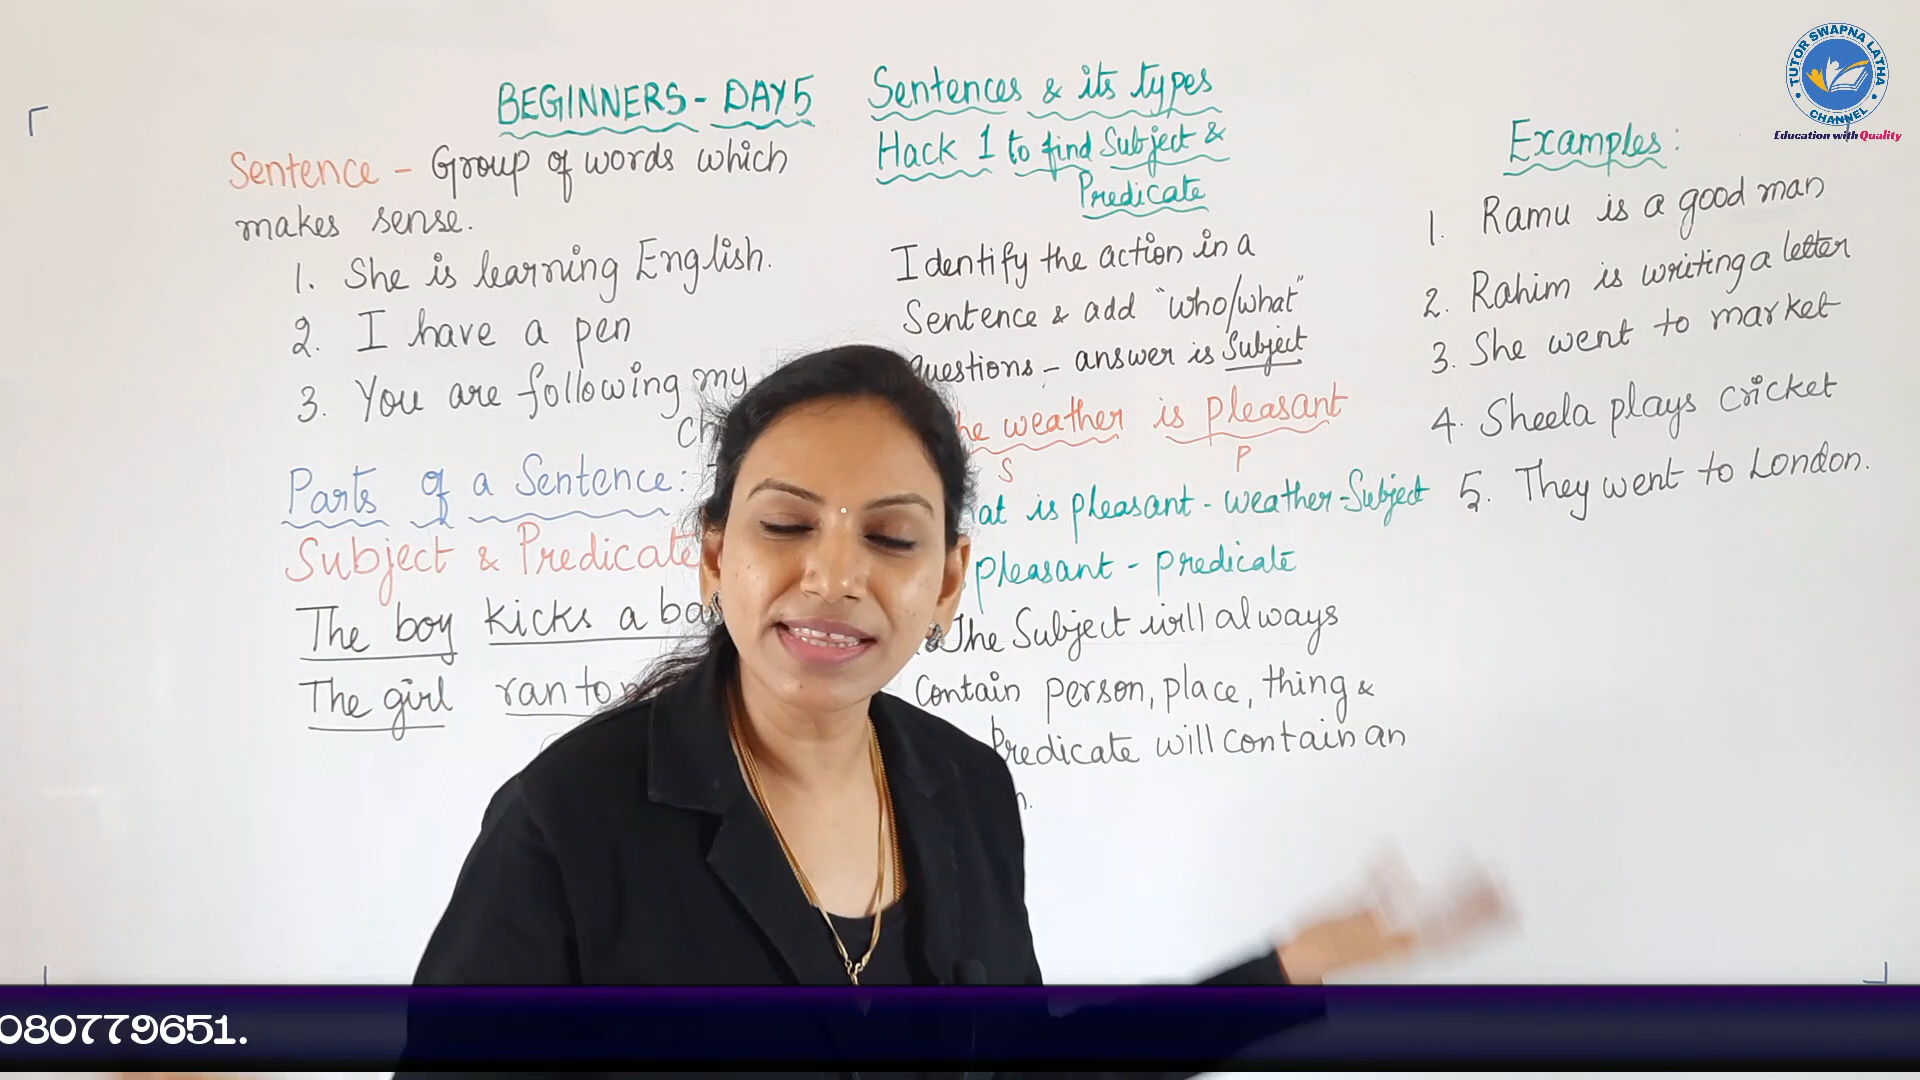 BEGINNERS - DAY 5
Sentence - Group of words which
makes sense.
1. She is learning English.
2. I have a pen
3. You are following my
Parts of a Sentence:
Subject & Predicate
The boy kicks a
The girl ran to
Sentences & its types
Hack 1 to find Subject &
Predicate
Identify the action in a
Sentence & add "who/what"
Questions - answer is Subject
weather is pleasant
S P
is pleasant - weather - Subject
pleasant - predicate
The Subject will always
Contain person, place, thing &
Predicate will contain an
Examples:
1. Ramu is a good man
2. Rahim is writing a letter
3. She went to market
4. Sheela plays cricket
5. They went to London.
TUTOR SWAPNA LATHA
CHANNEL
Education with Quality
080779651.